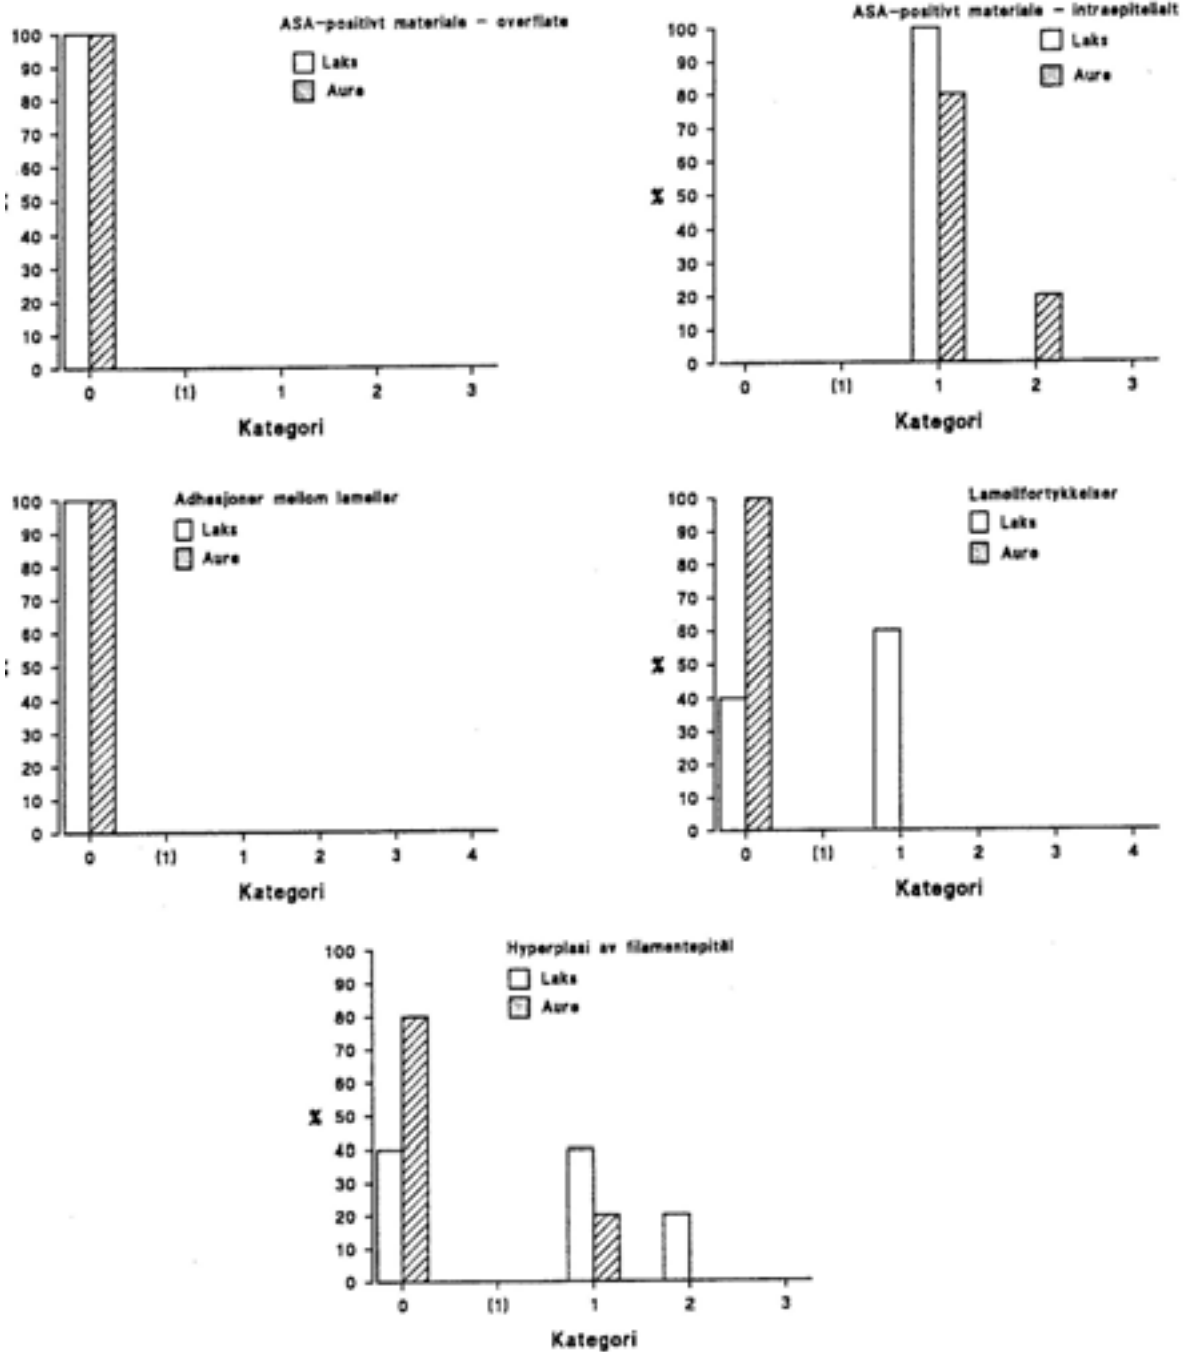 ASA-positivt materiale - overflate
Laks
Aure
100
90
80
70
60
50
40
30
20
10
0
0 (1) 1 2 3
Kategori
ASA-positivt materiale - intraepitelialt
Laks
Aure
100
90
80
70
60
50
40
30
20
10
0
%
0 (1) 1 2 3
Kategori
Adhesjoner mellom lameller
Laks
Aure
100
90
80
70
60
50
40
30
20
10
0
0 (1) 1 2 3 4
Kategori
Lamellfortykkelser
Laks
Aure
100
90
80
70
60
50
40
30
20
10
0
%
0 (1) 1 2 3 4
Kategori
Hyperplasi av filamentepitel
Laks
Aure
100
90
80
70
60
50
40
30
20
10
0
%
0 (1) 1 2 3
Kategori